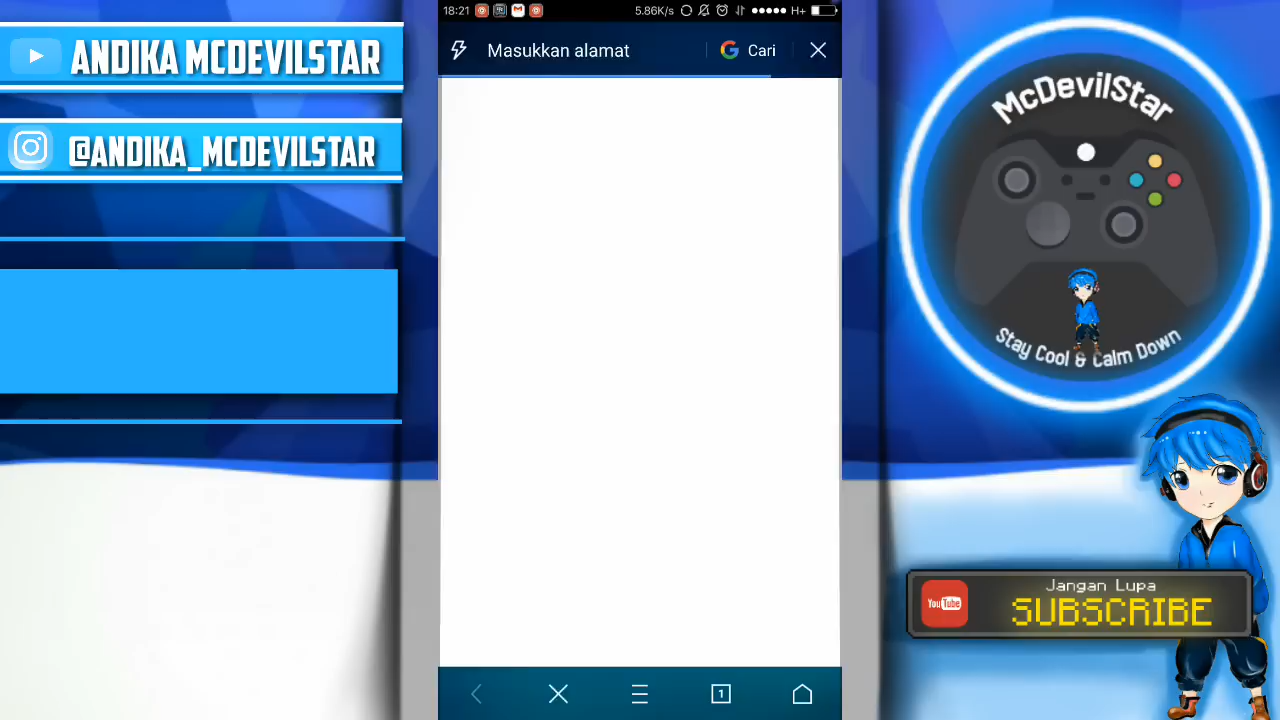 ANDIKA MCDEVILSTAR
@ANDIKA_MCDEVILSTAR
18:21
5.86K/s
H+
Masukkan alamat
Cari
1
McDevilStar
Stay Cool & Calm Down
Jangan Lupa
YouTube
SUBSCRIBE